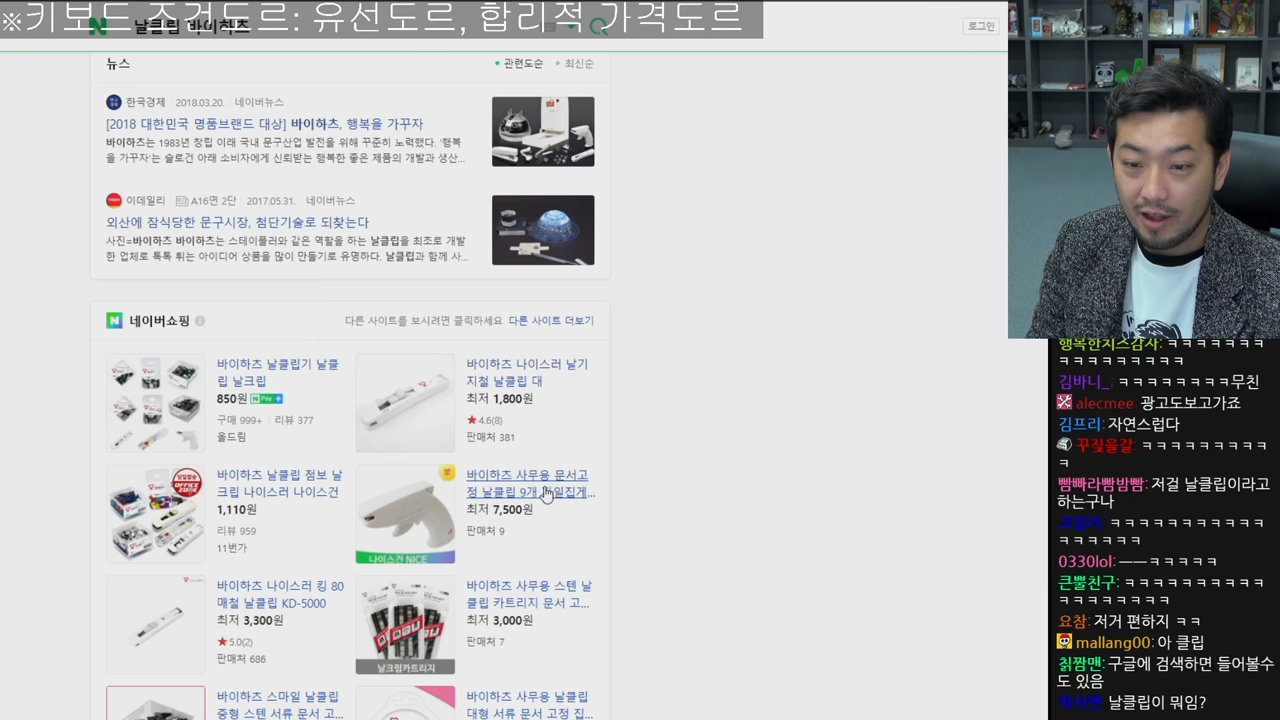 ※키보드 조건도르: 유선도르, 합리적 가격도르
N 날클립 바이하츠
로그인
뉴스
관련도순 최신순
한국경제 2018.03.20. 네이버뉴스
[2018 대한민국 명품브랜드 대상] 바이하츠, 행복을 가꾸자
바이하츠는 1983년 창립 이래 국내 문구산업 발전을 위해 꾸준히 노력했다. '행복
을 가꾸자'는 슬로건 아래 소비자에게 신뢰받는 행복한 좋은 제품의 개발과 생산...
이데일리 A16면 2단 2017.05.31. 네이버뉴스
외산에 잠식당한 문구시장, 첨단기술로 되찾는다
사진=바이하츠 바이하츠는 스테이플러와 같은 역할을 하는 날클립을 최초로 개발
한 업체로 톡톡 튀는 아이디어 상품을 많이 만들기로 유명하다. 날클립과 함께 사...
N 네이버쇼핑
다른 사이트를 보시려면 클릭하세요 다른 사이트 더보기
바이하츠 날클립기 날클
립 날크립
850원 N Pay +
구매 999+ 리뷰 377
올드림
바이하츠 나이스러 날기
지철 날클립 대
최저 1,800원
★4.6(8)
판매처 381
바이하츠 날클립 점보 날
크립 나이스러 나이스건
1,110원
리뷰 959
11번가
당일발송
OFFICE
ZONE
바이하츠 사무용 문서고
정 날클립 9개
최저 7,500원
판매처 9
나이스건 NICE
바이하츠 나이스러 킹 80
매철 날클립 KD-5000
최저 3,300원
★5.0(2)
판매처 686
바이하츠 사무용 스텐 날
클립 카트리지 문서 고...
최저 3,000원
판매처 7
날크립카트리지
바이하츠 스마일 날클립
중형 스텐 서류 문서 고...
바이하츠 사무용 날클립
대형 서류 문서 고정 집...
행복한치즈감자: ㅋㅋㅋㅋㅋㅋㅋ
ㅋㅋㅋㅋㅋㅋㅋㅋㅋ
김바니_: ㅋㅋㅋㅋㅋㅋㅋㅋ무친
alecmee 광고도보고가죠
김프리: 자연스럽다
꾸짖을갈: ㅋㅋㅋㅋㅋㅋㅋㅋㅋ
ㅋ
빰빠라빰밤빰: 저걸 날클립이라고
하는구나
ㅋㅋㅋㅋㅋㅋㅋㅋㅋㅋㅋ
ㅋㅋㅋㅋㅋㅋ
0330lol: ㅡㅡㅋㅋㅋㅋㅋ
큰뿔친구: ㅋㅋㅋㅋㅋㅋㅋㅋㅋㅋ
ㅋㅋㅋㅋㅋㅋㅋㅋㅋ
요참: 저거 편하지 ㅋㅋ
mallang00: 아 클립
칡짬맨: 구글에 검색하면 들어볼수
도 있음
날클립이 뭐임?